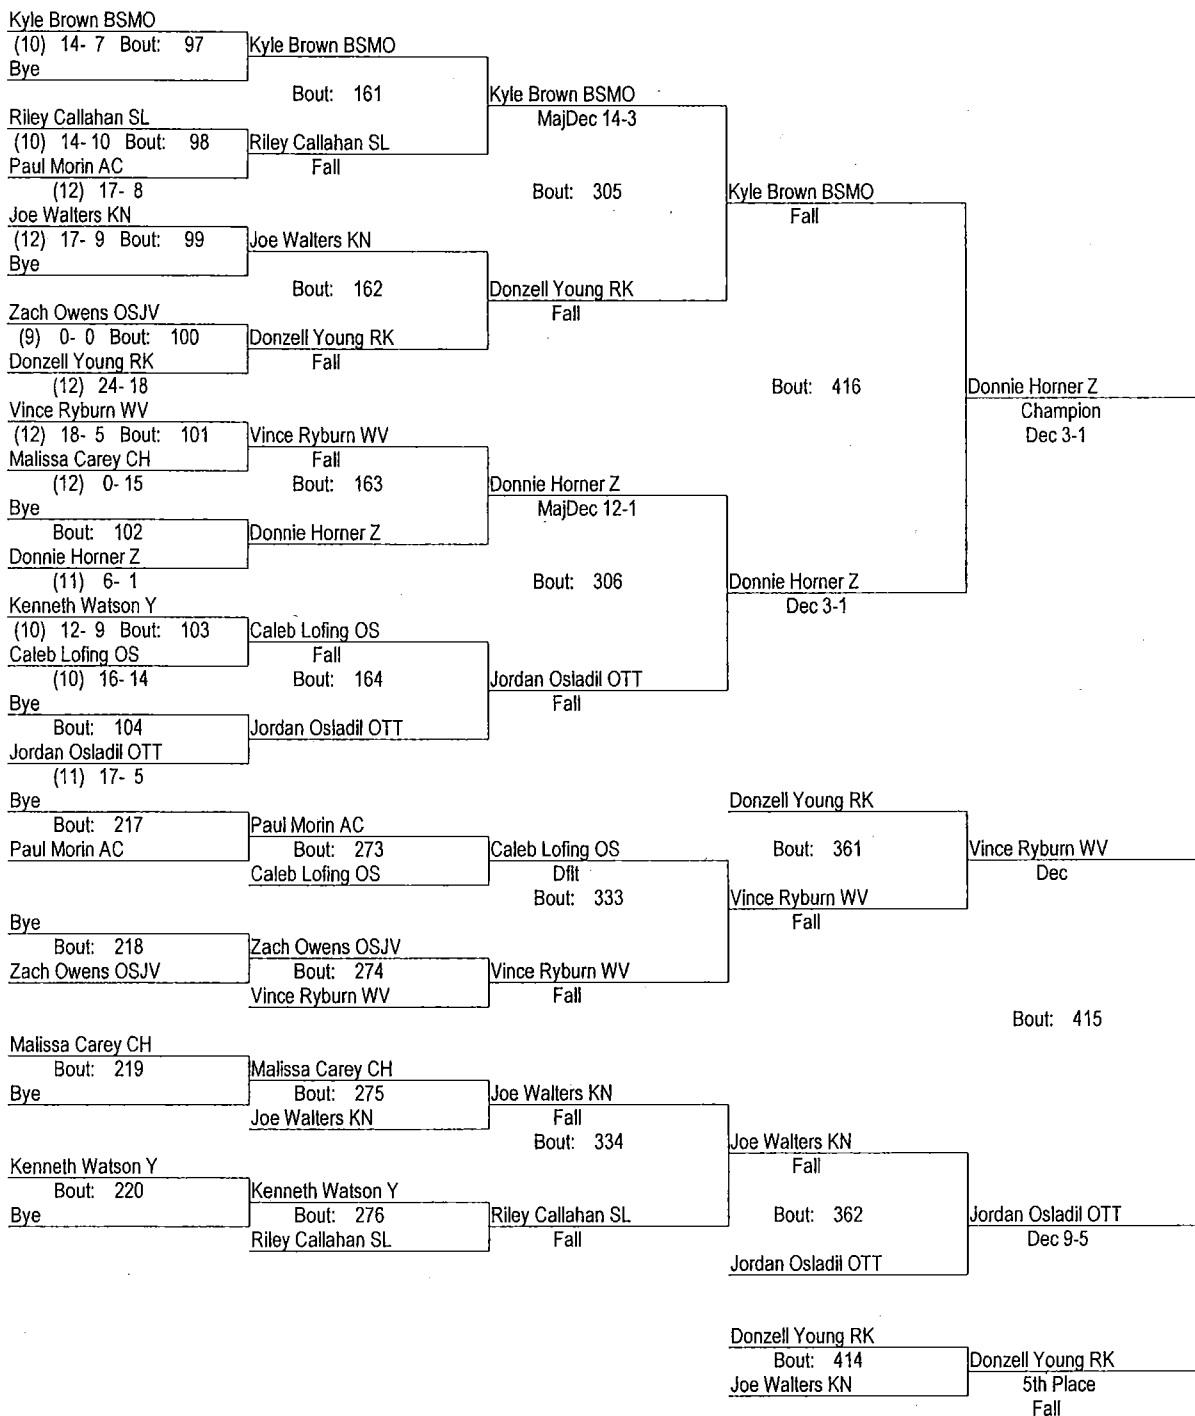 Kyle Brown BSMO
(10) 14- 7 Bout: 97
Bye
Kyle Brown BSMO
Bout: 161
Riley Callahan SL
(10) 14- 10 Bout: 98
Paul Morin AC
(12) 17- 8
Riley Callahan SL
Fall
Kyle Brown BSMO
MajDec 14-3
Bout: 305
Joe Walters KN
(12) 17- 9 Bout: 99
Bye
Joe Walters KN
Bout: 162
Zach Owens OSJV
(9) 0- 0 Bout: 100
Donzell Young RK
(12) 24- 18
Donzell Young RK
Fall
Donzell Young RK
Fall
Kyle Brown BSMO
Fall
Bout: 416
Vince Ryburn WV
(12) 18- 5 Bout: 101
Malissa Carey CH
(12) 0- 15
Vince Ryburn WV
Fall
Bout: 163
Bye
Bout: 102
Donnie Horner Z
(11) 6- 1
Donnie Horner Z
Donnie Horner Z
MajDec 12-1
Bout: 306
Kenneth Watson Y
(10) 12- 9 Bout: 103
Caleb Lofing OS
(10) 16- 14
Caleb Lofing OS
Fall
Bout: 164
Bye
Bout: 104
Jordan Osladil OTT
(11) 17- 5
Jordan Osladil OTT
Jordan Osladil OTT
Fall
Donnie Horner Z
Dec 3-1
Donnie Horner Z
Champion
Dec 3-1
Bye
Bout: 217
Paul Morin AC
Paul Morin AC
Bout: 273
Caleb Lofing OS
Caleb Lofing OS
Dflt
Bout: 333
Bye
Bout: 218
Zach Owens OSJV
Zach Owens OSJV
Bout: 274
Vince Ryburn WV
Vince Ryburn WV
Fall
Donzell Young RK
Bout: 361
Vince Ryburn WV
Fall
Vince Ryburn WV
Dec
Bout: 415
Malissa Carey CH
Bout: 219
Bye
Malissa Carey CH
Bout: 275
Joe Walters KN
Joe Walters KN
Fall
Bout: 334
Kenneth Watson Y
Bout: 220
Bye
Kenneth Watson Y
Bout: 276
Riley Callahan SL
Riley Callahan SL
Fall
Joe Walters KN
Fall
Bout: 362
Jordan Osladil OTT
Jordan Osladil OTT
Dec 9-5
Donzell Young RK
Bout: 414
Joe Walters KN
Donzell Young RK
5th Place
Fall